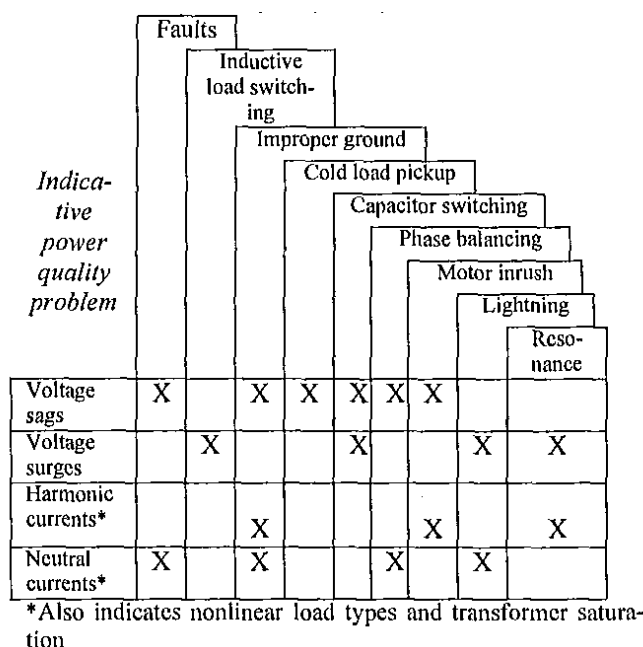 Faults
Inductive
load switch-
ing
Improper ground
Cold load pickup
Capacitor switching
Phase balancing
Motor inrush
Lightning
Reso-
nance
Indica-
tive
power
quality
problem
Voltage X X X X X X
sags
Voltage X X X X
surges
Harmonic
currents* X X X
Neutral X X X X
currents*
*Also indicates nonlinear load types and transformer satura-
tion